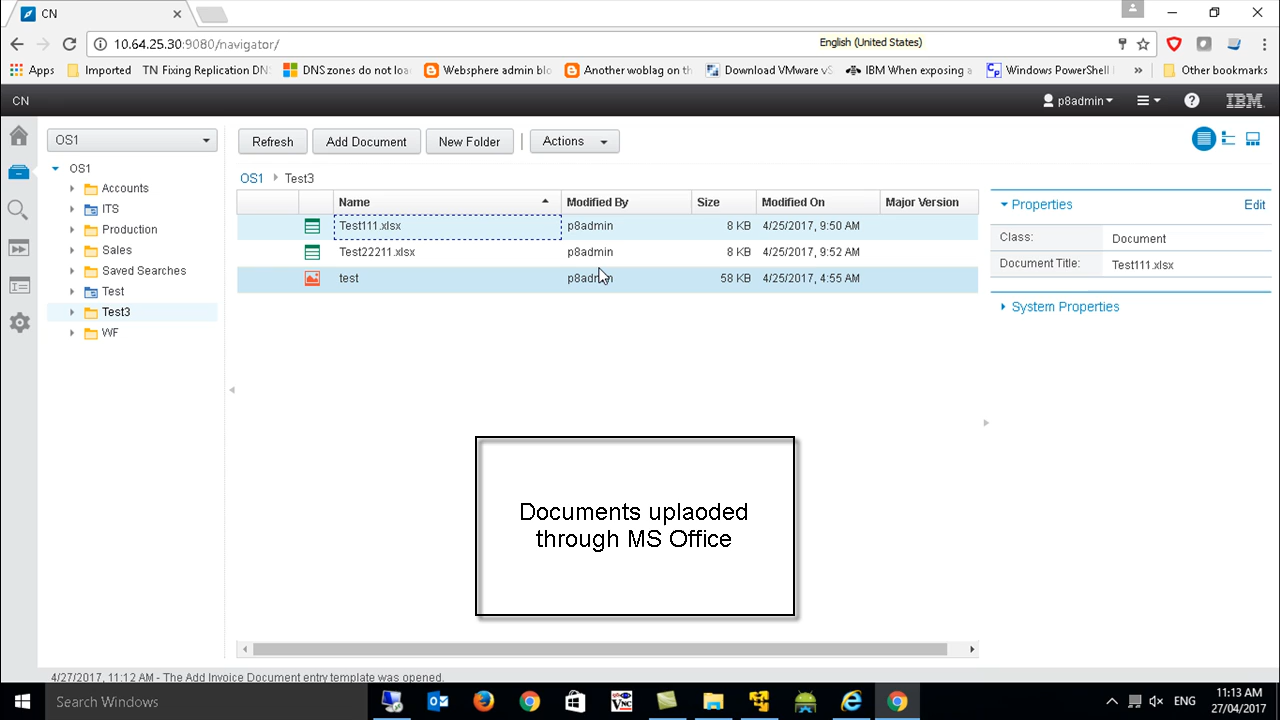 CN
10.64.25.30:9080/navigator/
English (United States)
Apps
Imported
TN Fixing Replication DNS
DNS zones do not loa
Websphere admin blo
Another woblag on th
Download VMware vS
IBM When exposing a
Windows PowerShell
»
Other bookmarks
CN
p8admin
IBM
OS1
Refresh
Add Document
New Folder
Actions
OS1
Accounts
ITS
Production
Sales
Saved Searches
Test
Test3
WF
OS1 Test3
Name Modified By Size Modified On Major Version
Test111.xlsx p8admin 8 KB 4/25/2017, 9:50 AM
Test22211.xlsx p8admin 8 KB 4/25/2017, 9:52 AM
test p8admin 58 KB 4/25/2017, 4:55 AM
Properties Edit
Class: Document
Document Title: Test111.xlsx
System Properties
Documents uplaoded
through MS Office
4/27/2017, 11:12 AM - The Add Invoice Document entry template was opened.
Search Windows
ENG
11:13 AM
27/04/2017